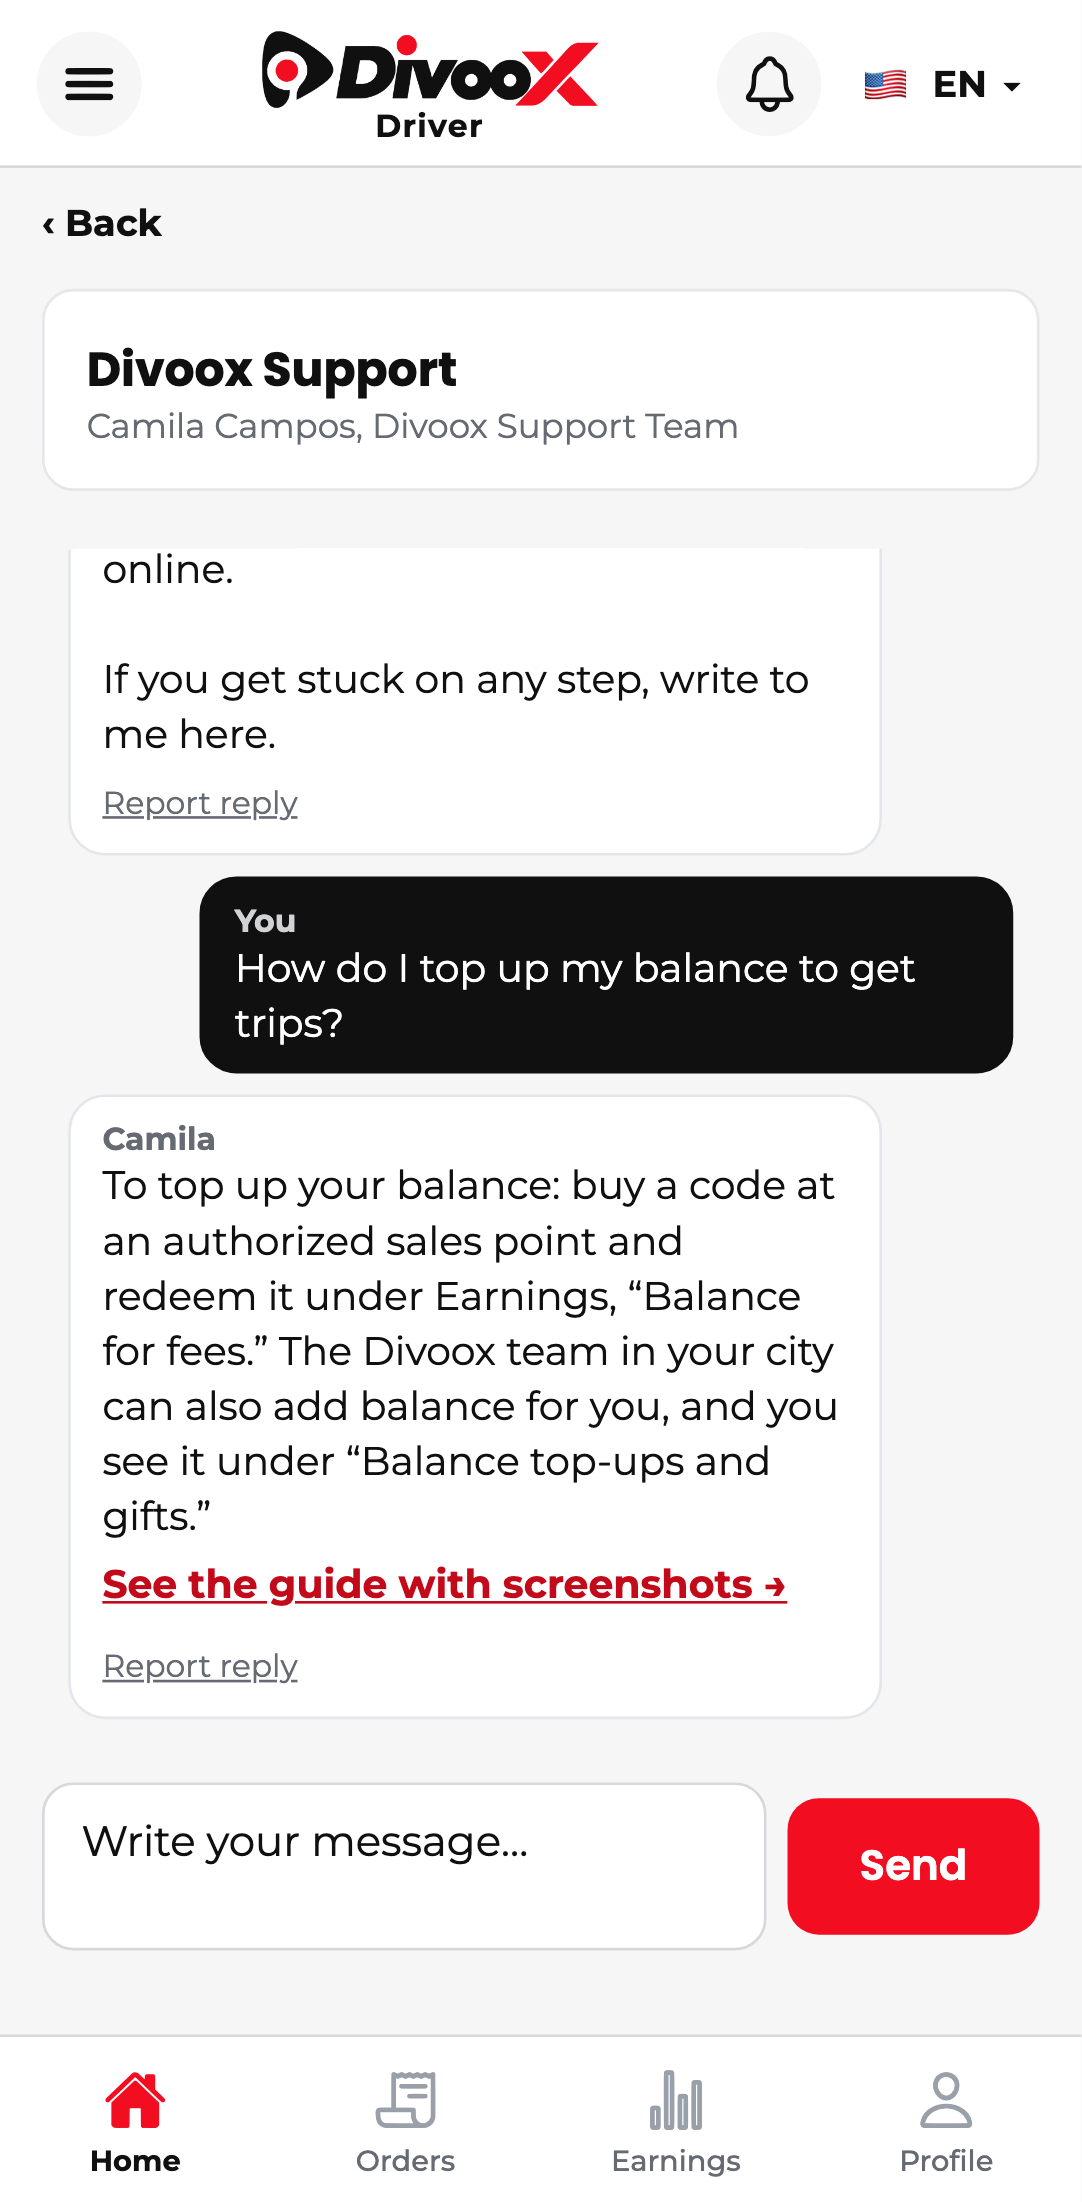 DivooX
Driver
EN
‹ Back
Divoox Support
Camila Campos, Divoox Support Team
online.
If you get stuck on any step, write to
me here.
Report reply
You
How do I top up my balance to get
trips?
Camila
To top up your balance: buy a code at
an authorized sales point and
redeem it under Earnings, “Balance
for fees.” The Divoox team in your city
can also add balance for you, and you
see it under “Balance top-ups and
gifts.”
See the guide with screenshots →
Report reply
Write your message...
Send
Home
Orders
Earnings
Profile